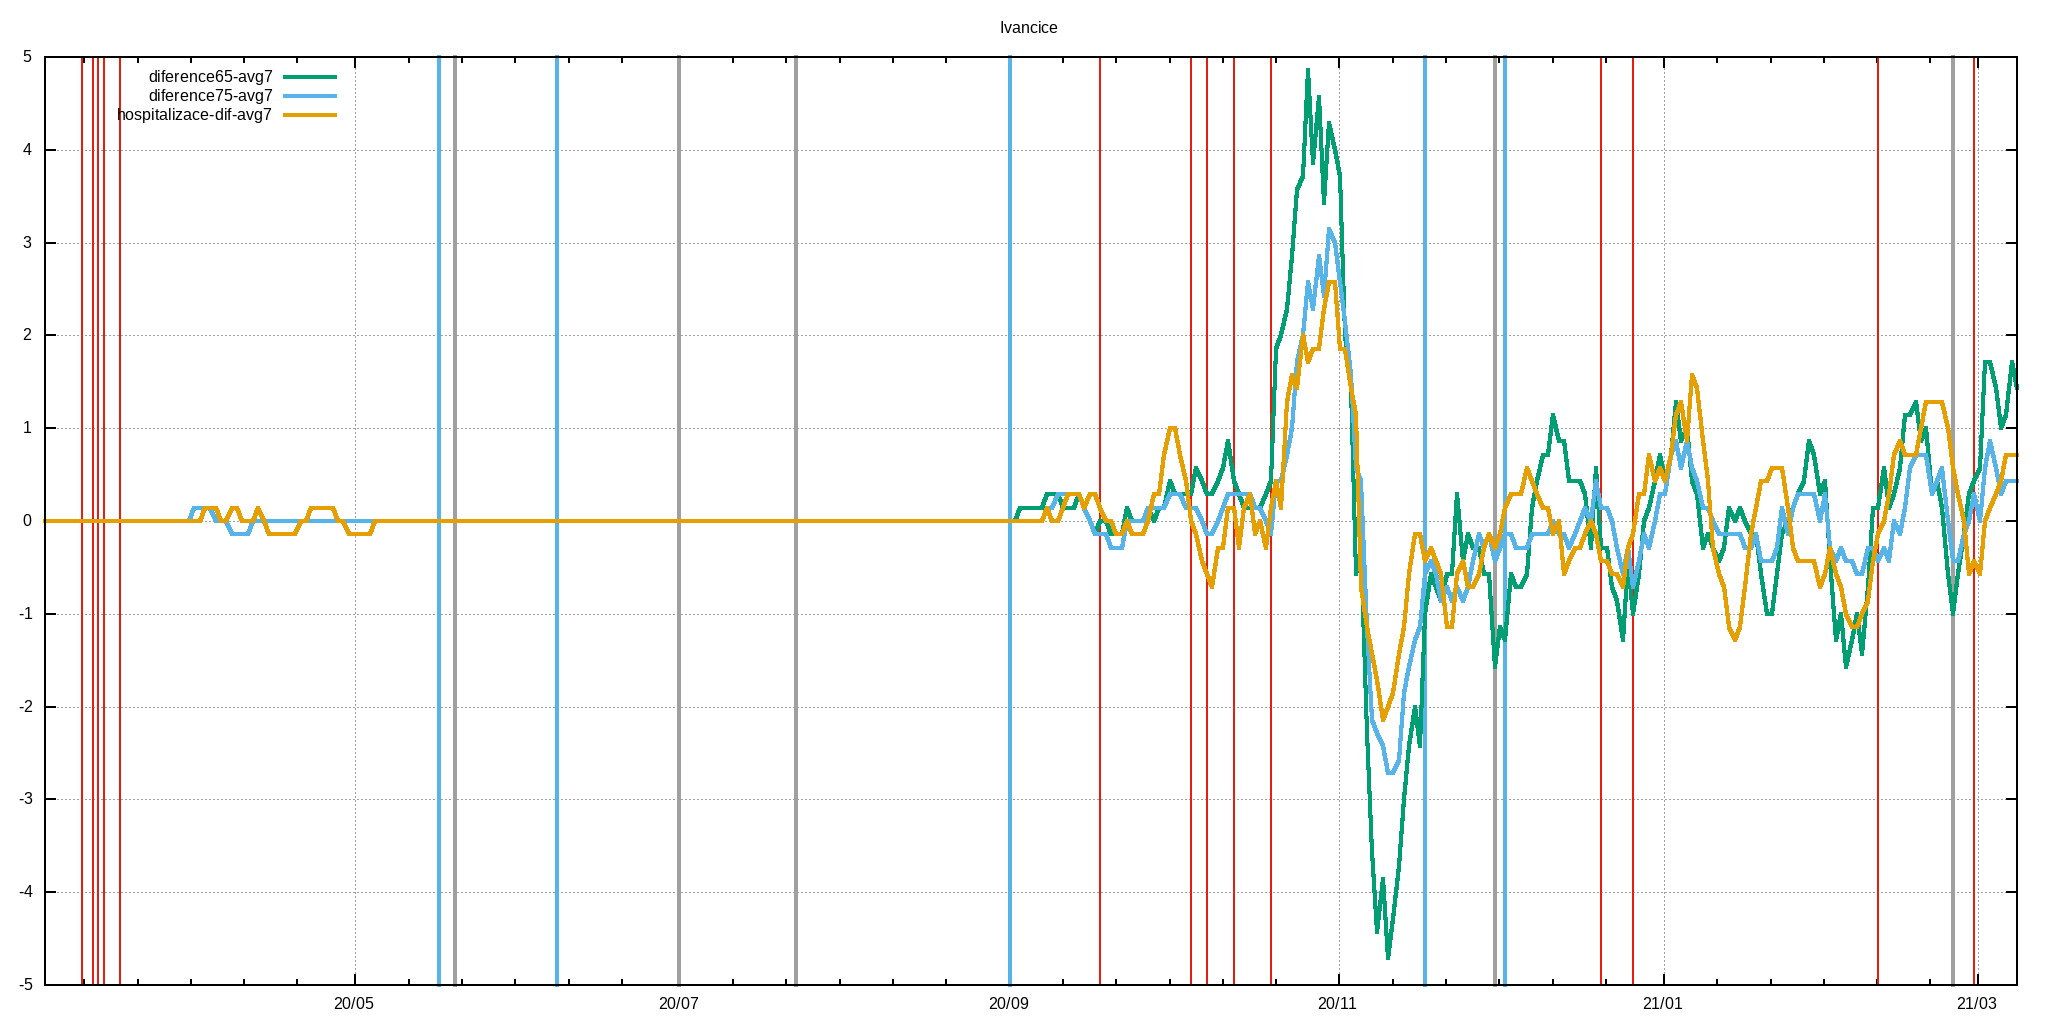 Ivancice
diference65-avg7
diference75-avg7
hospitalizace-dif-avg7
5
4
3
2
1
0
-1
-2
-3
-4
-5
20/05 20/07 20/09 20/11 21/01 21/03